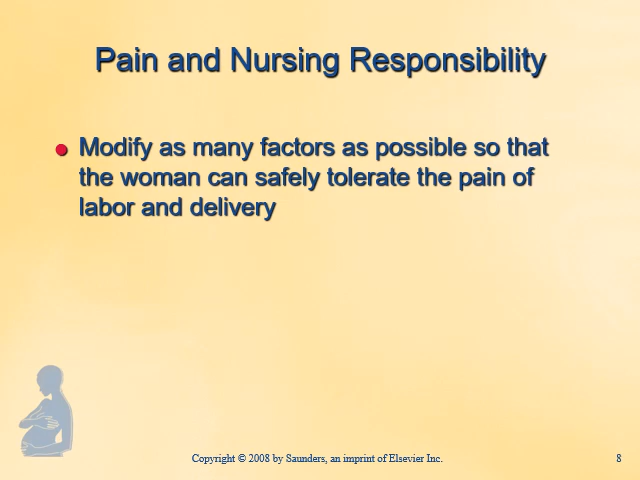 Pain and Nursing Responsibility
Modify as many factors as possible so that
the woman can safely tolerate the pain of
labor and delivery
Copyright © 2008 by Saunders, an imprint of Elsevier Inc.
8